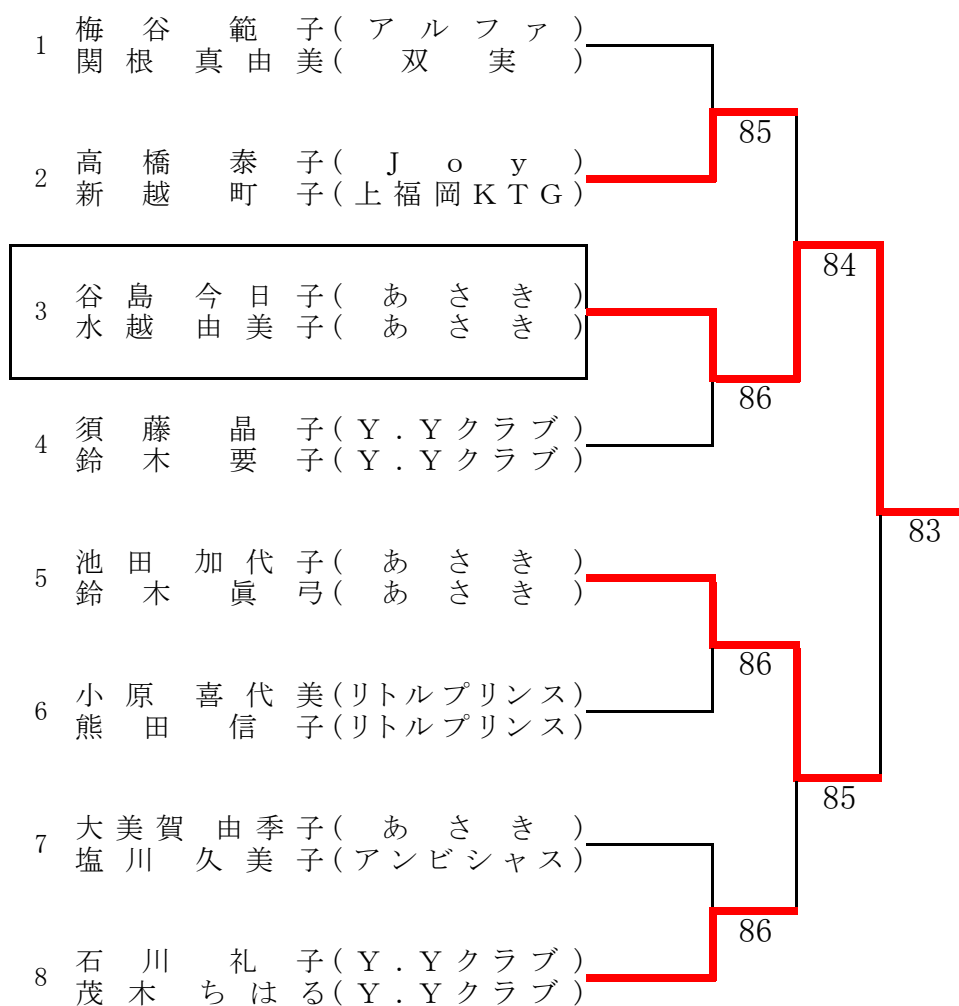 1 梅谷 範子(アルファ)
関根 真由美(双実)
85
2 高橋 泰子(Joy)
新越 町子(上福岡KTG)
84
3 谷島 今日子(あさき)
水越 由美子(あさき)
86
4 須藤 晶子(Y.Yクラブ)
鈴木 要子(Y.Yクラブ)
83
5 池田 加代子(あさき)
鈴木 眞弓(あさき)
86
6 小原 喜代美(リトルプリンス)
熊田 信子(リトルプリンス)
85
7 大美賀 由季子(あさき)
塩川 久美子(アンビシャス)
86
8 石川 礼子(Y.Yクラブ)
茂木 ちはる(Y.Yクラブ)